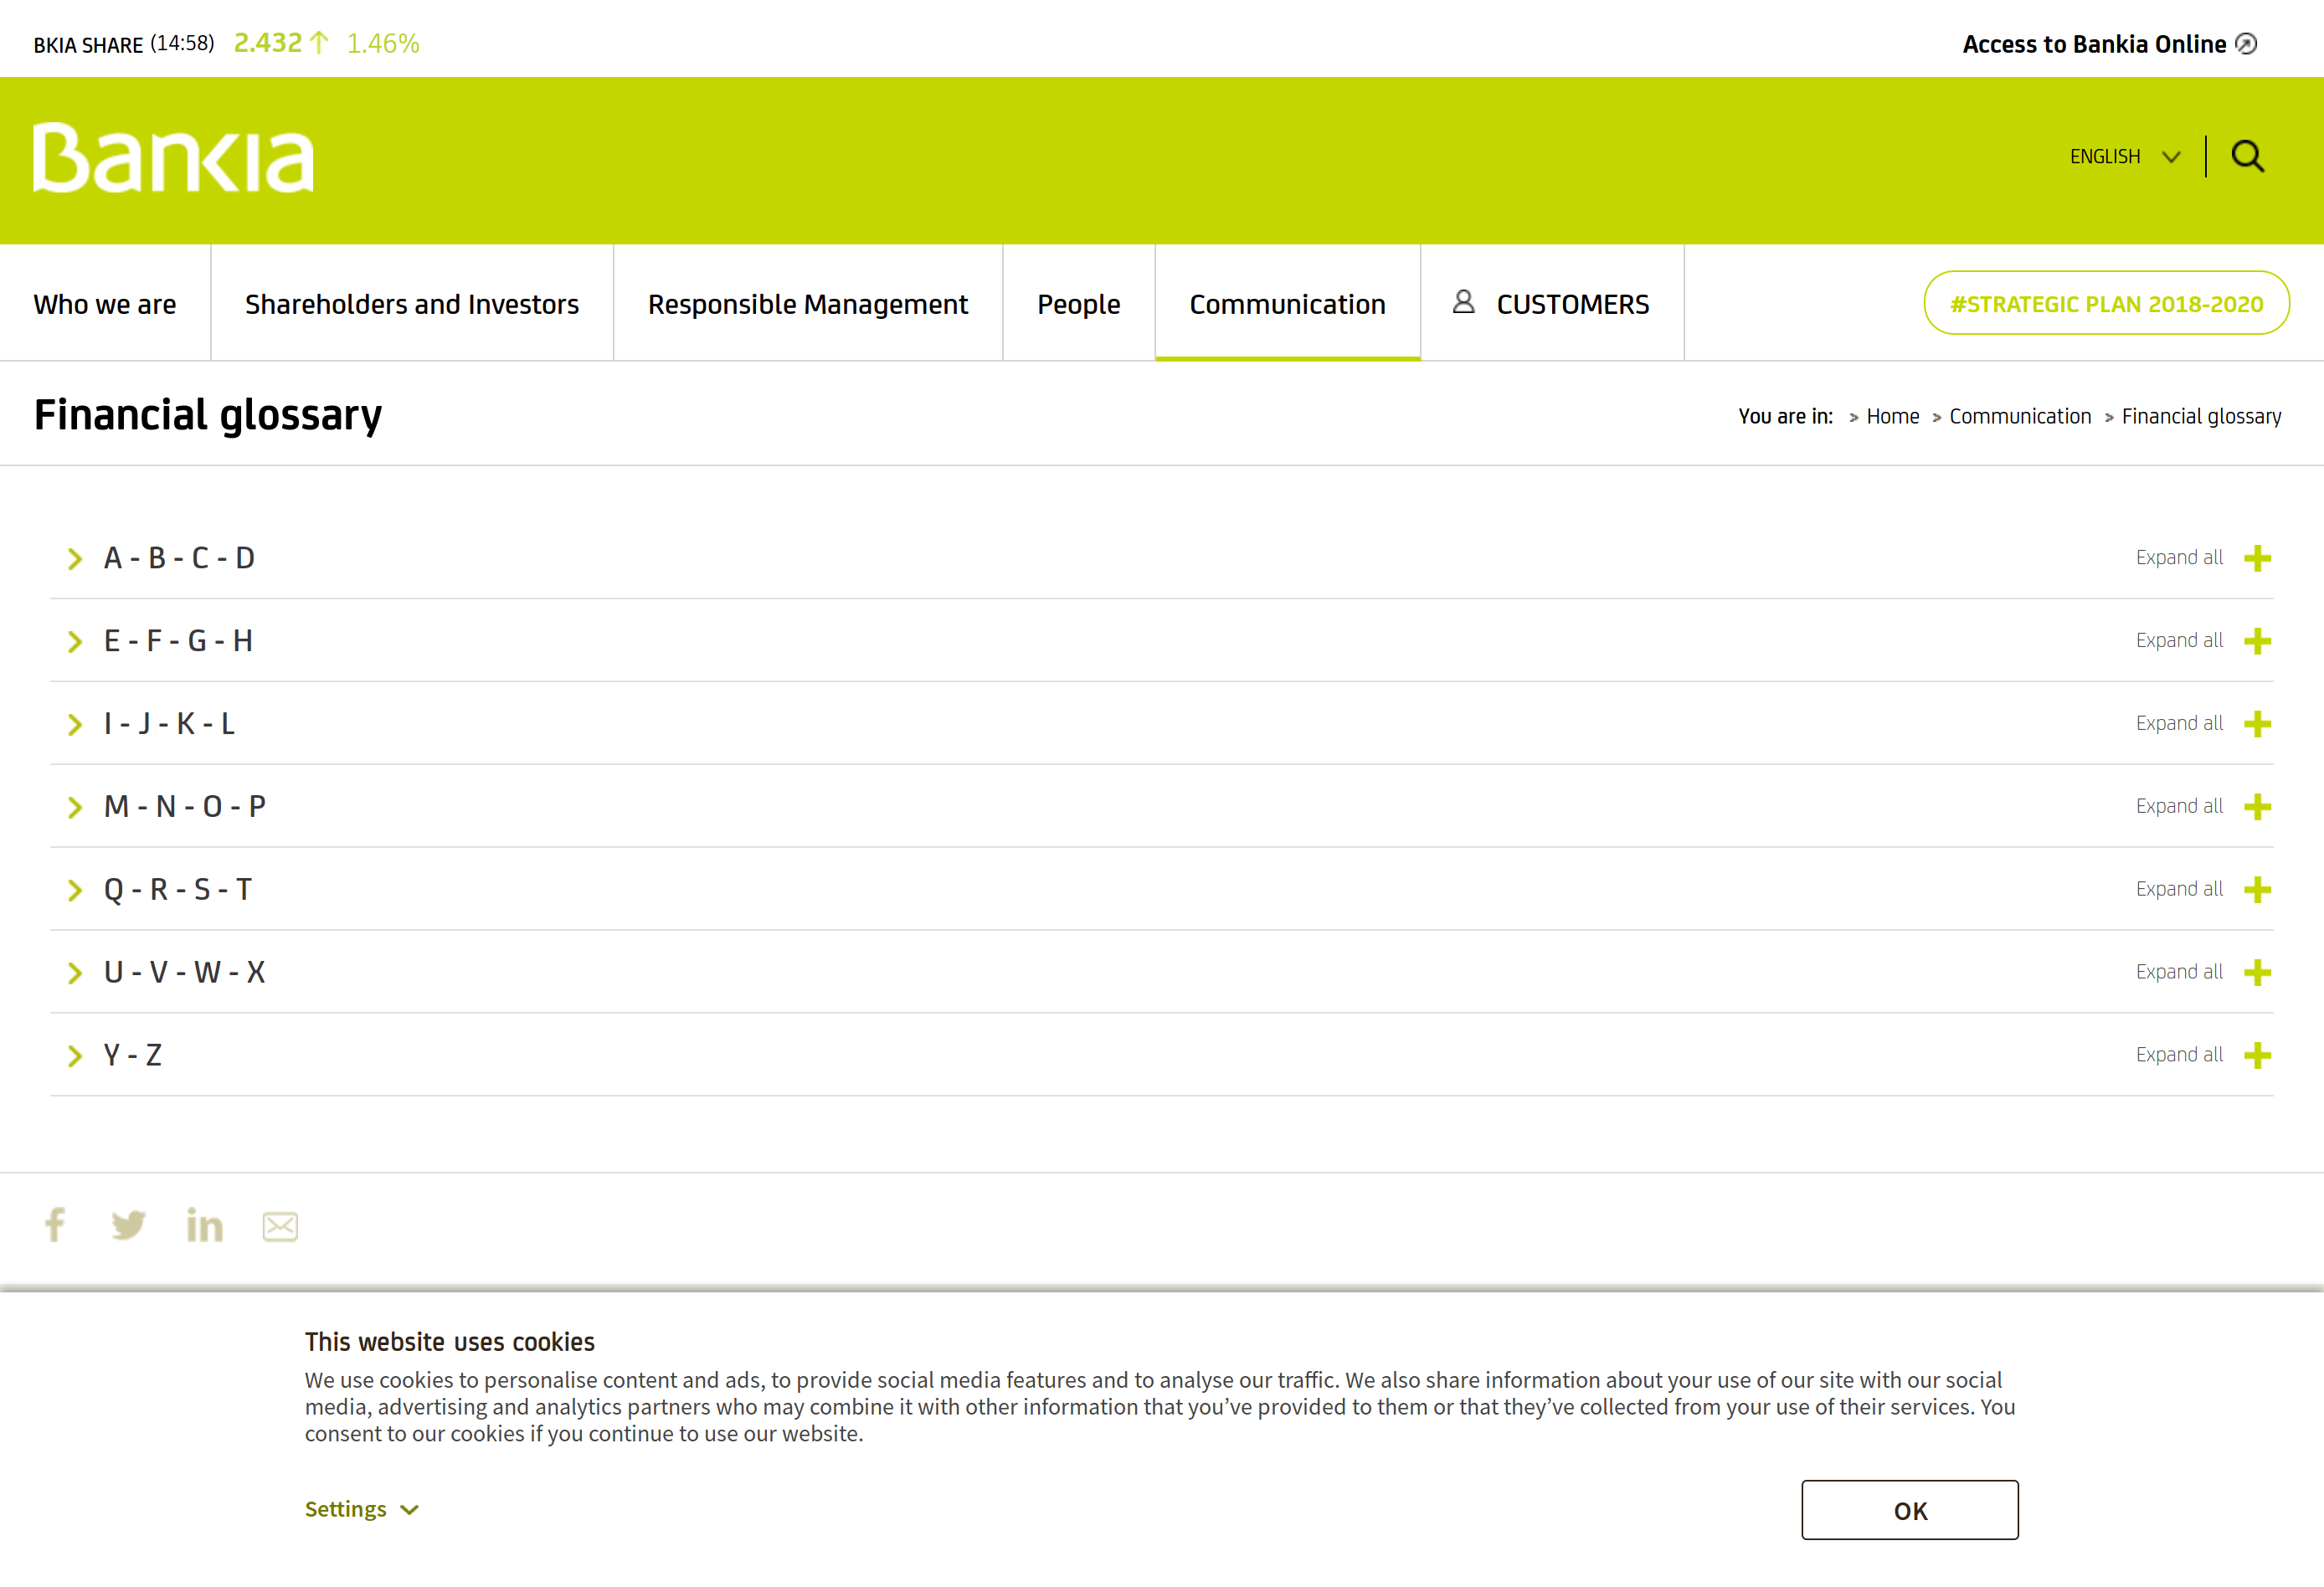 BKIA SHARE (14:58) 2.432 1.46% Access to Bankia Online
Bankia
ENGLISH
Who we are Shareholders and Investors Responsible Management People Communication CUSTOMERS #STRATEGIC PLAN 2018-2020
Financial glossary You are in: > Home > Communication > Financial glossary
A - B - C - D Expand all
E - F - G - H Expand all
I - J - K - L Expand all
M - N - O - P Expand all
Q - R - S - T Expand all
U - V - W - X Expand all
Y - Z Expand all
This website uses cookies
We use cookies to personalise content and ads, to provide social media features and to analyse our traffic. We also share information about your use of our site with our social
media, advertising and analytics partners who may combine it with other information that you’ve provided to them or that they’ve collected from your use of their services. You
consent to our cookies if you continue to use our website.
Settings OK